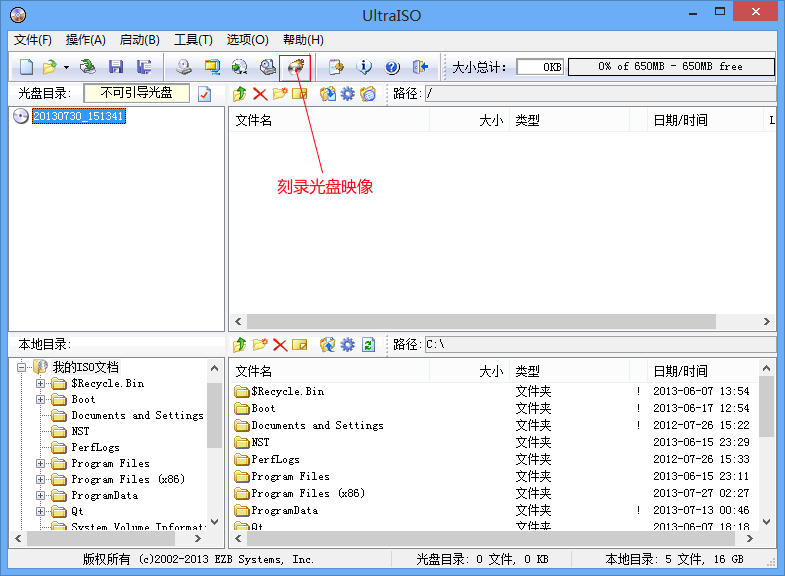 UltraISO
文件(F) 操作(A) 启动(B) 工具(T) 选项(O) 帮助(H)
大小总计: 0KB 0% of 650MB - 650MB free
光盘目录: 不可引导光盘 路径: /
20130730_151341
文件名 大小 类型 日期/时间 L
刻录光盘映像
本地目录: 路径: C:\
我的ISO文档
$Recycle.Bin
Boot
Documents and Settings
NST
PerfLogs
Program Files
Program Files (x86)
ProgramData
Qt
System Volume Informat
文件名 大小 类型 日期/时间
$Recycle.Bin 文件夹 ! 2013-06-07 13:54
Boot 文件夹 ! 2013-06-17 12:54
Documents and Settings 文件夹 ! 2012-07-26 15:22
NST 文件夹 2013-06-15 23:29
PerfLogs 文件夹 2012-07-26 15:33
Program Files 文件夹 2013-06-15 23:11
Program Files (x86) 文件夹 2013-07-27 02:27
ProgramData 文件夹 ! 2013-07-13 00:46
Qt 文件夹 2013-06-07 18:18
版权所有 (c)2002-2013 EZB Systems, Inc. 光盘目录: 0 文件, 0 KB 本地目录: 5 文件, 16 GB